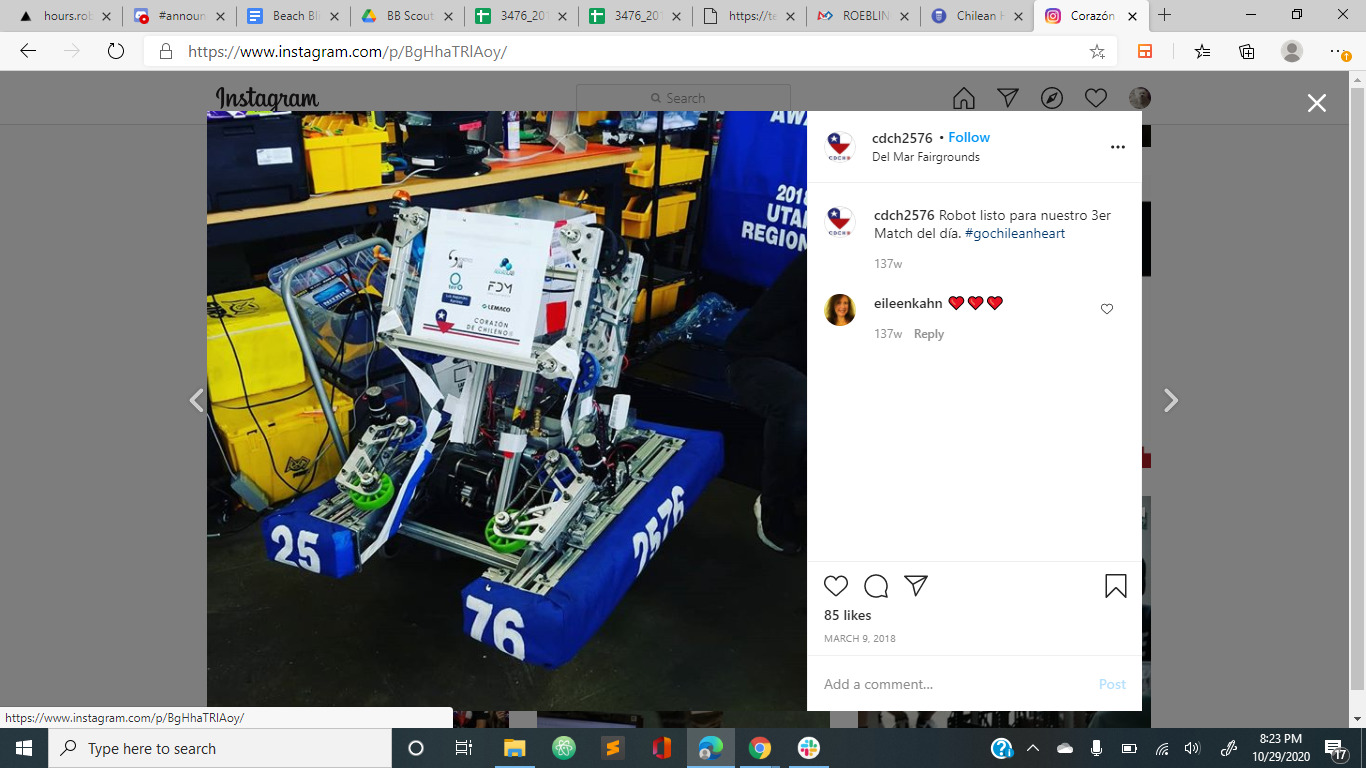 hours.rob
#announ
Beach Bli
BB Scout
3476_201
3476_201
https://te
ROEBLIN
Chilean H
Corazón
https://www.instagram.com/p/BgHhaTRlAoy/
Instagram
Search
cdch2576 • Follow
Del Mar Fairgrounds
cdch2576 Robot listo para nuestro 3er
Match del día. #gochileanheart
137w
eileenkahn ❤❤❤
137w Reply
85 likes
MARCH 9, 2018
Add a comment...
Post
AWA
2018
UTAH
REGION
FDM
LEMACO
CORAZÓN
DE CHILENO
25
76
2576
https://www.instagram.com/p/BgHhaTRlAoy/
Type here to search
8:23 PM
10/29/2020
17